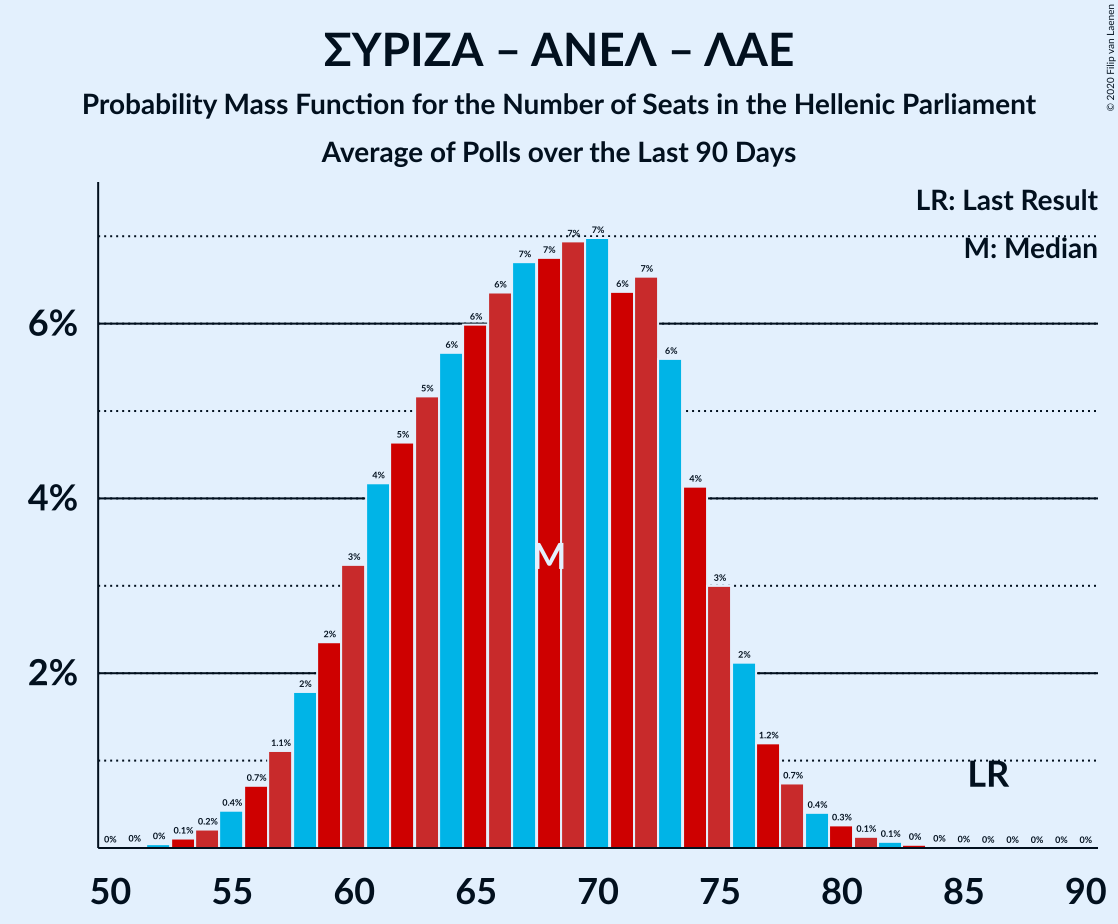 ΣΥΡΙΖΑ – ΑΝΕΛ – ΛΑΕ
Probability Mass Function for the Number of Seats in the Hellenic Parliament
Average of Polls over the Last 90 Days
© 2020 Filip van Laenen
LR: Last Result
M: Median
6%
4%
2%
0% 0% 0% 0.1% 0.2% 0.4% 0.7% 1.1% 2% 2% 3% 4% 5% 5% 6% 6% 6% 7% 7% 7% 7% 6% 7% 6% 4% 3% 2% 1.2% 0.7% 0.4% 0.3% 0.1% 0.1% 0% 0% 0% 0% 0% 0% 0% 0%
M
LR
50 55 60 65 70 75 80 85 90